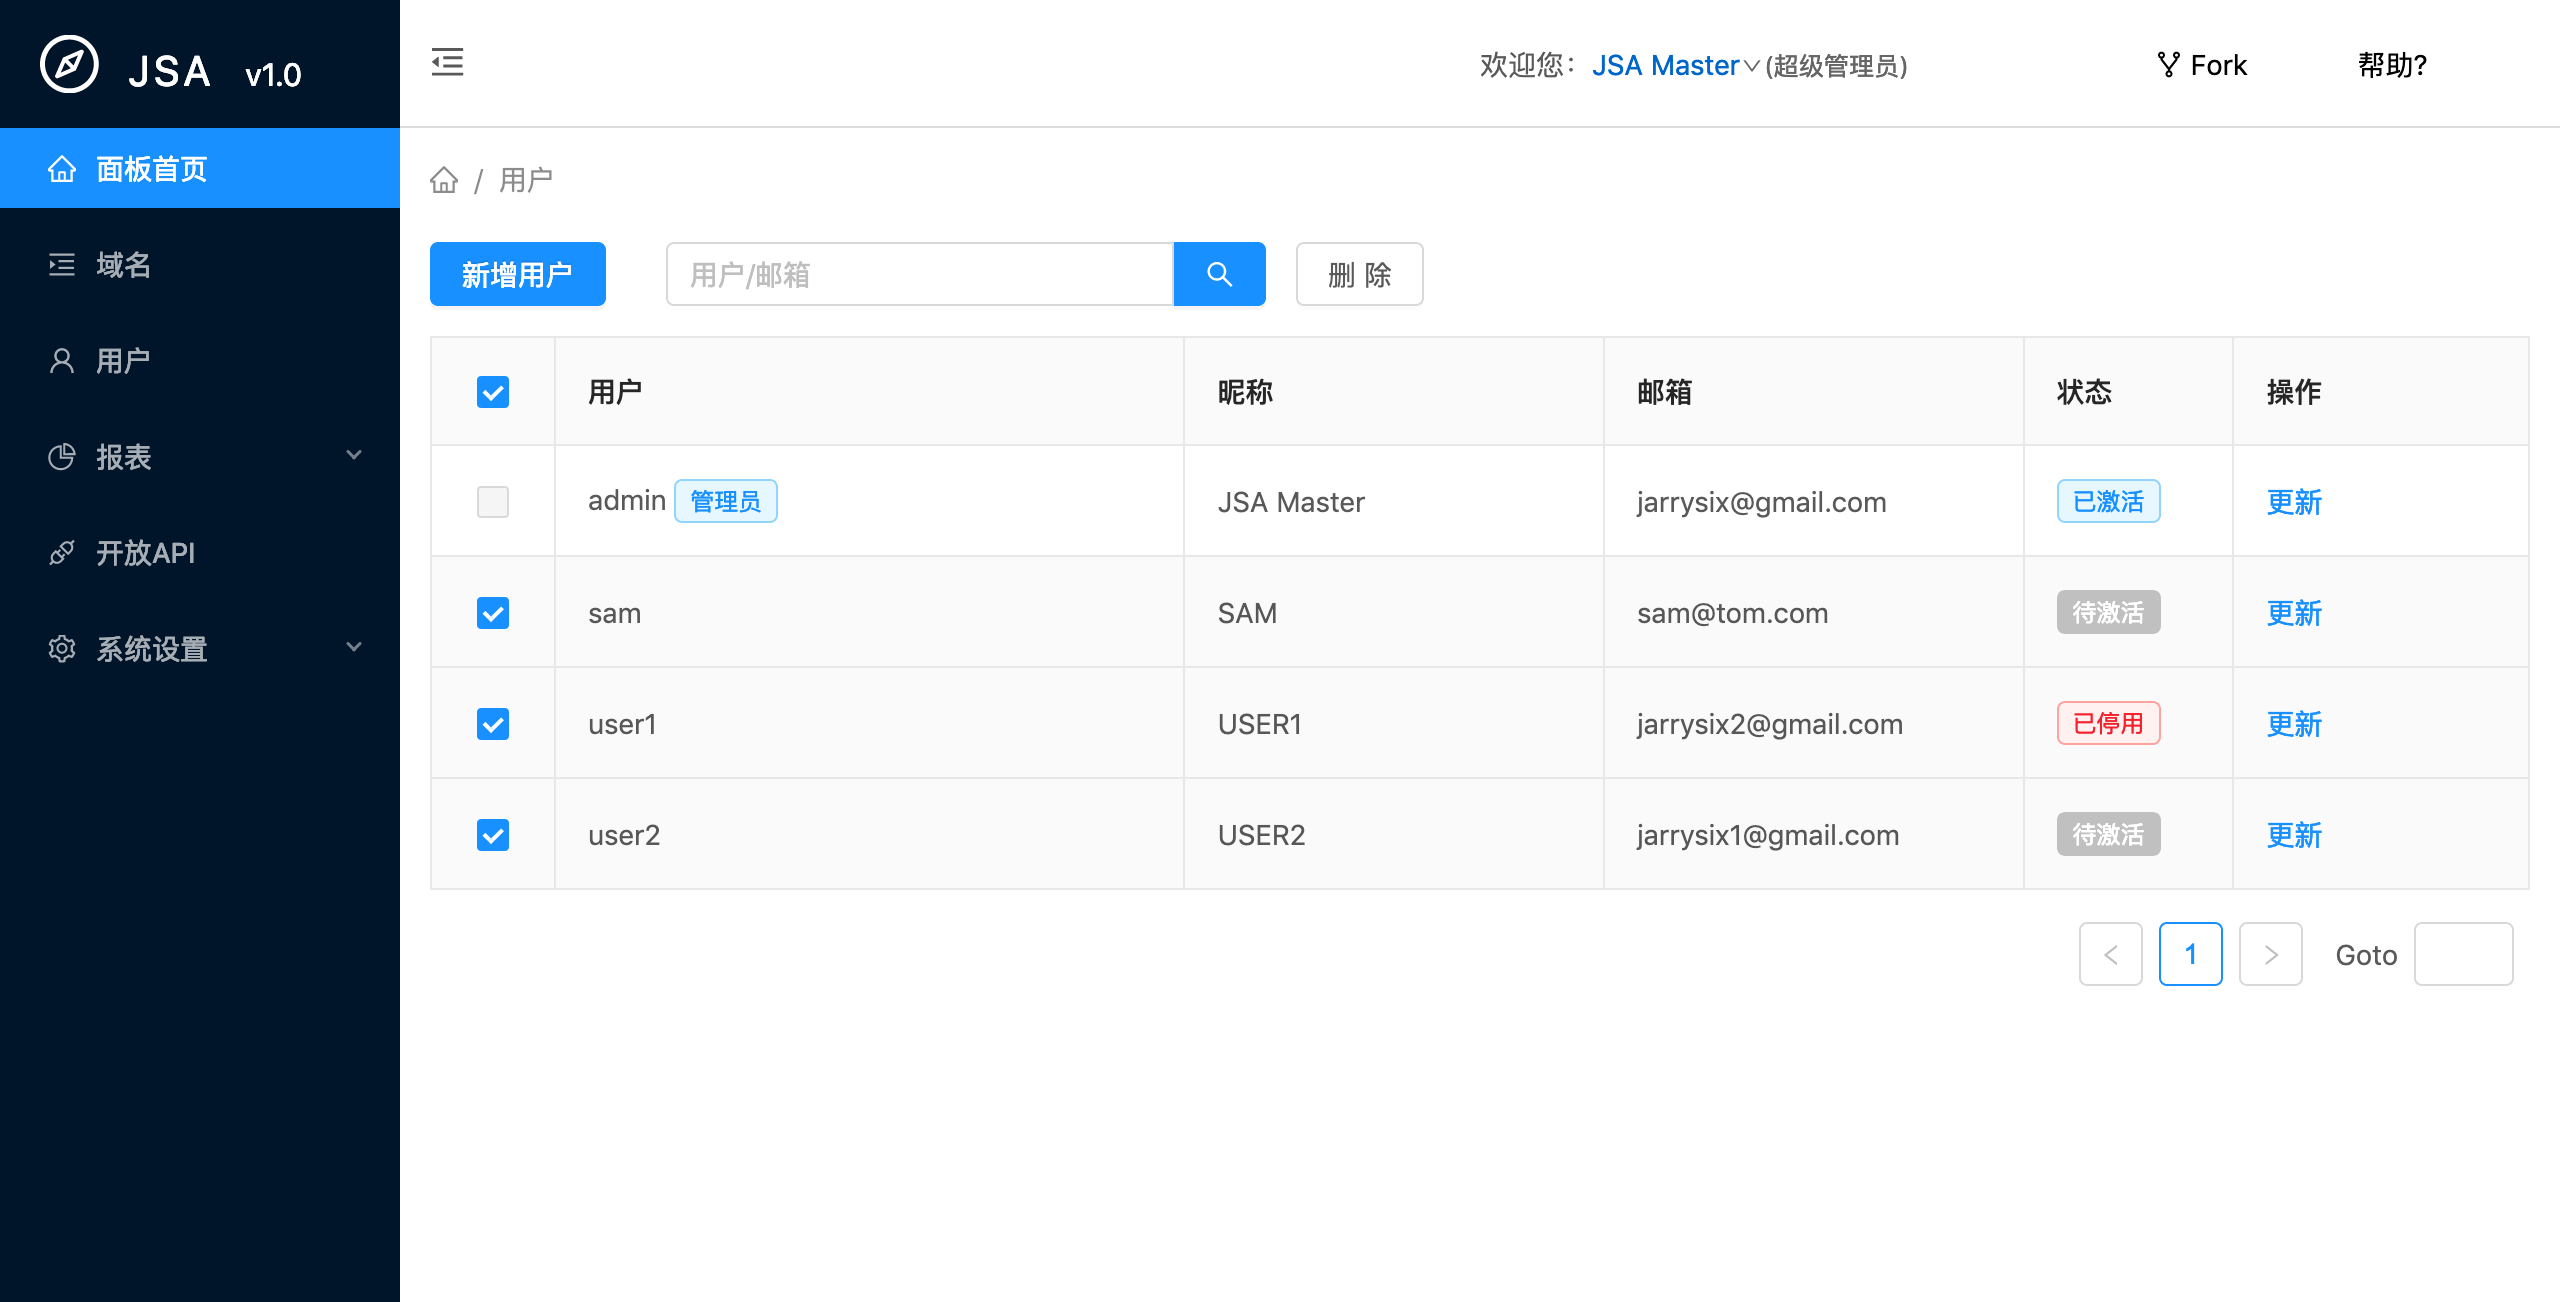 JSA v1.0
欢迎您： JSA Master (超级管理员)
Fork
帮助?
面板首页
域名
用户
报表
开放API
系统设置
/ 用户
新增用户
用户/邮箱
删 除
用户 昵称 邮箱 状态 操作
admin 管理员 JSA Master jarrysix@gmail.com 已激活 更新
sam SAM sam@tom.com 待激活 更新
user1 USER1 jarrysix2@gmail.com 已停用 更新
user2 USER2 jarrysix1@gmail.com 待激活 更新
< 1 > Goto